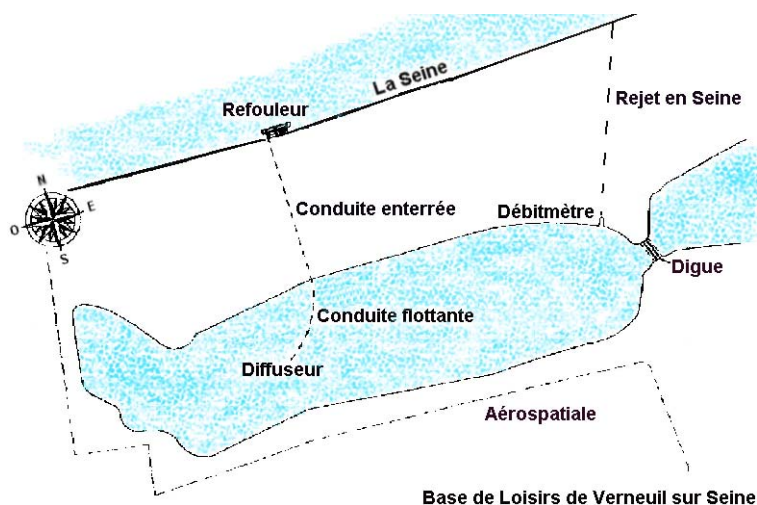 La Seine
Refouleur
Rejet en Seine
N
O
E
S
Conduite enterrée
Débitmètre
Digue
Conduite flottante
Diffuseur
Aérospatiale
Base de Loisirs de Verneuil sur Seine